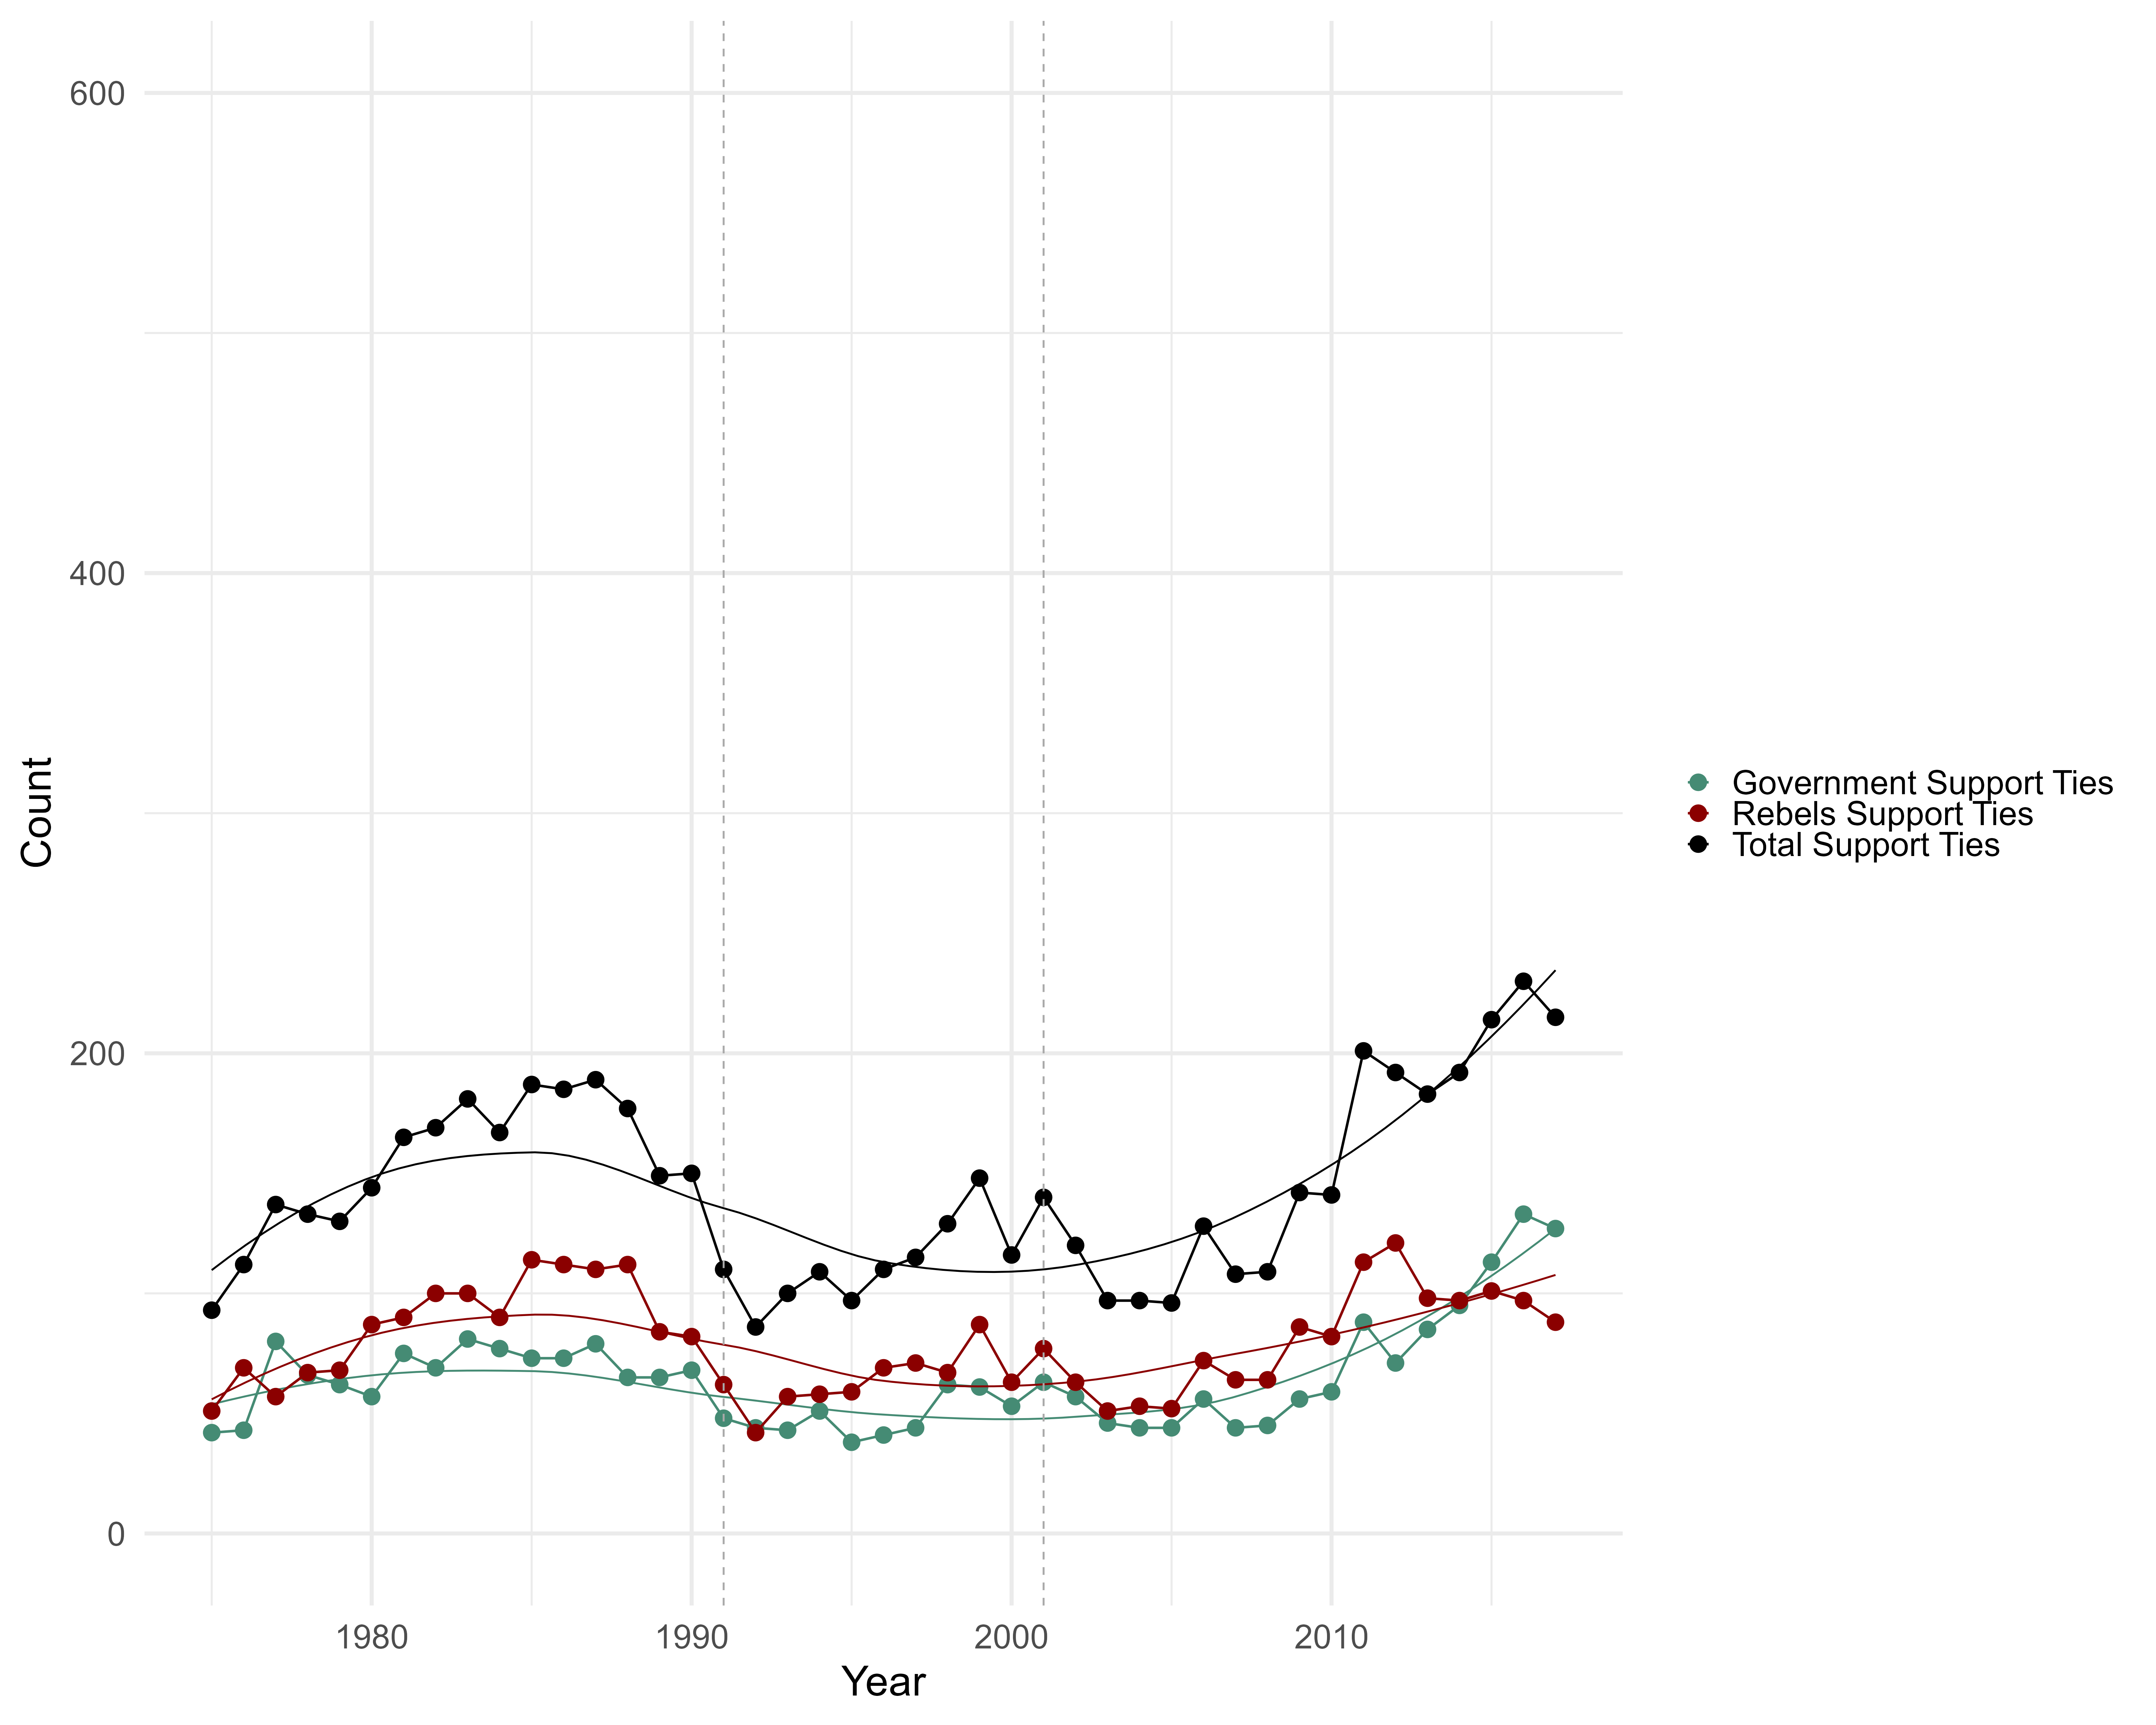 600
400
200
0
Count
1980
1990
2000
2010
Year
Government Support Ties
Rebels Support Ties
Total Support Ties